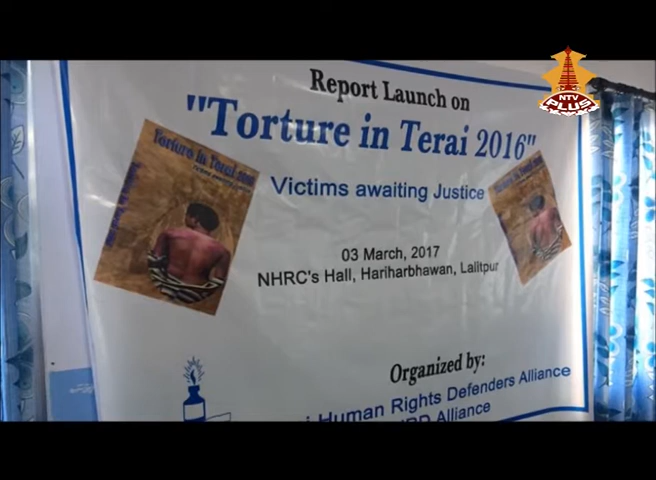 NTV
PLUS
Report Launch on
"Torture in Terai 2016"
Victims awaiting Justice
Torture in Terai 2016
03 March, 2017
NHRC's Hall, Hariharbhawan, Lalitpur
Organized by:
Human Rights Defenders Alliance
Alliance